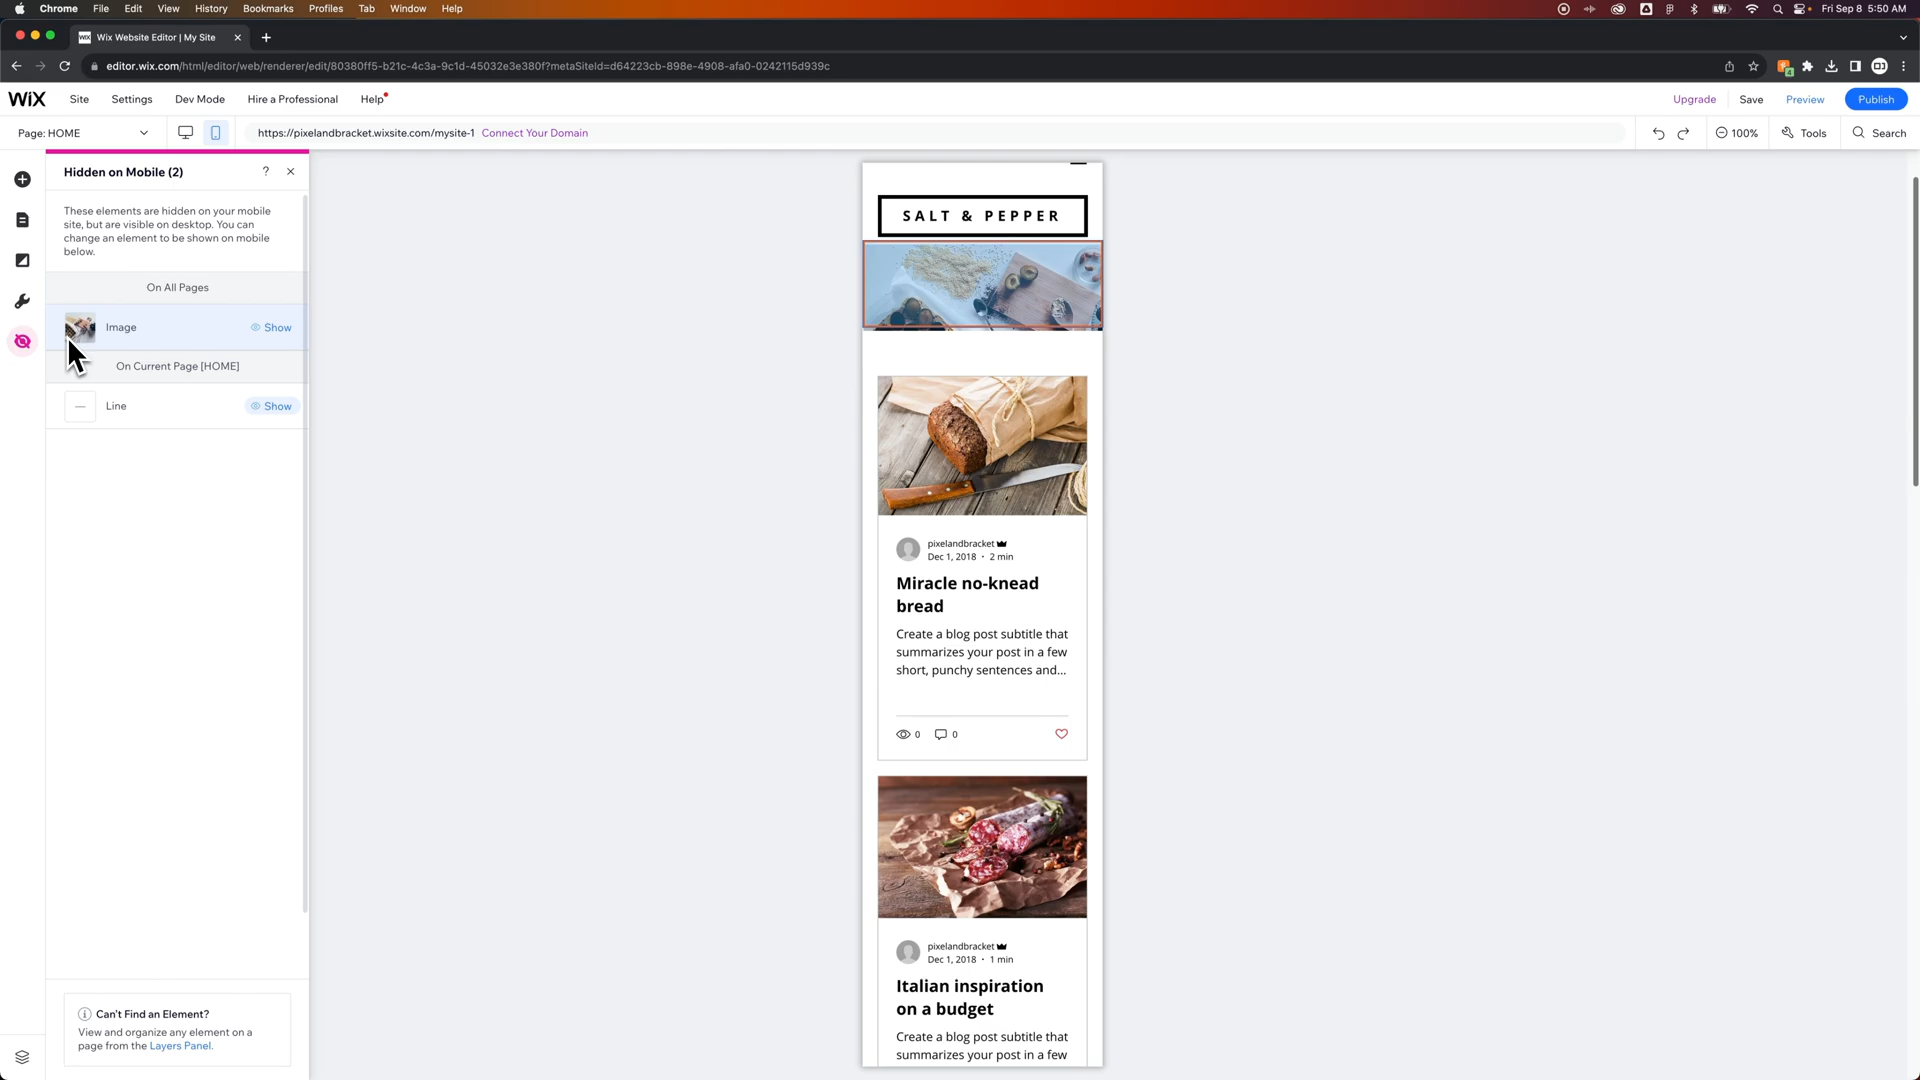 Chrome File Edit View History Bookmarks Profiles Tab Window Help Fri Sep 8 5:50 AM
Wix Website Editor | My Site
editor.wix.com/html/editor/web/renderer/edit/80380ff5-b21c-4c3a-9c1d-45032e3e380f?metaSiteId=d64223cb-898e-4908-afa0-0242115d939c
WiX Site Settings Dev Mode Hire a Professional Help Upgrade Save Preview Publish
Page: HOME https://pixelandbracket.wixsite.com/mysite-1 Connect Your Domain 100% Tools Search
Hidden on Mobile (2) ?
These elements are hidden on your mobile
site, but are visible on desktop. You can
change an element to be shown on mobile
below.
On All Pages
Image Show
On Current Page [HOME]
Line Show
Can't Find an Element?
View and organize any element on a
page from the Layers Panel.
SALT & PEPPER
pixelandbracket
Dec 1, 2018 · 2 min
Miracle no-knead
bread
Create a blog post subtitle that
summarizes your post in a few
short, punchy sentences and...
0 0
pixelandbracket
Dec 1, 2018 · 1 min
Italian inspiration
on a budget
Create a blog post subtitle that
summarizes your post in a few